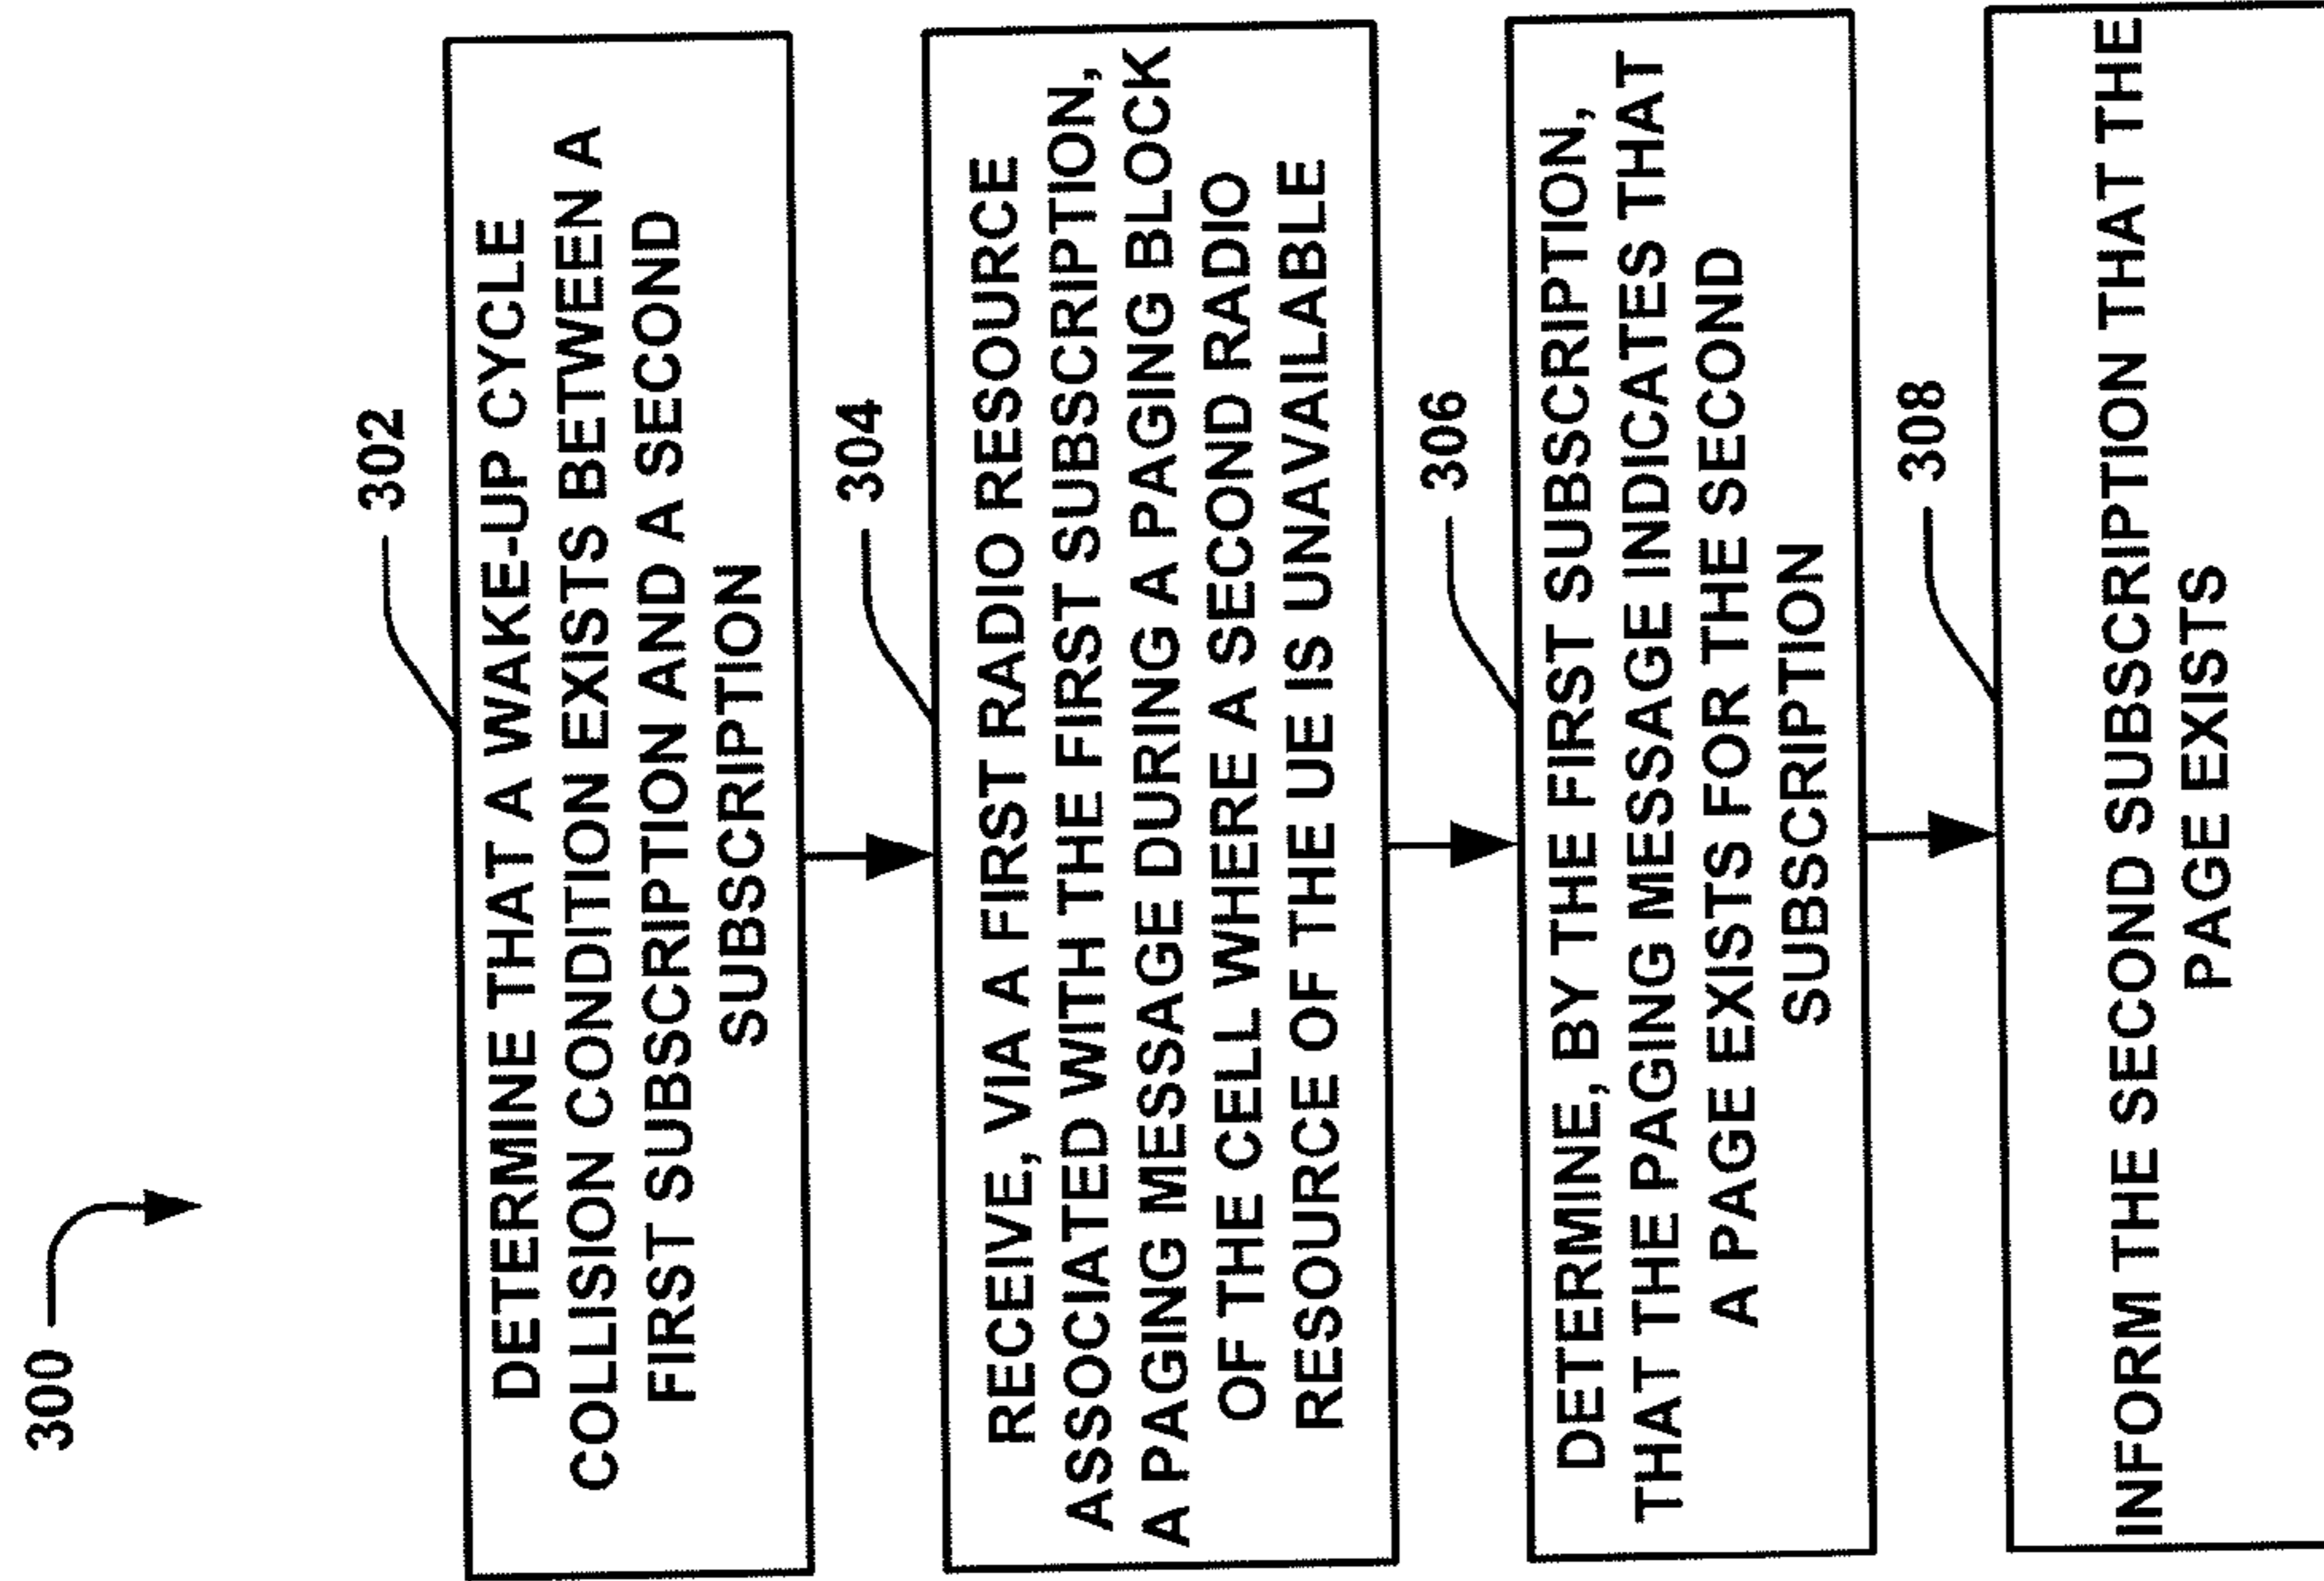 300
302
DETERMINE THAT A WAKE-UP CYCLE
COLLISION CONDITION EXISTS BETWEEN A
FIRST SUBSCRIPTION AND A SECOND
SUBSCRIPTION
304
RECEIVE, VIA A FIRST RADIO RESOURCE
ASSOCIATED WITH THE FIRST SUBSCRIPTION,
A PAGING MESSAGE DURING A PAGING BLOCK
OF THE CELL WHERE A SECOND RADIO
RESOURCE OF THE UE IS UNAVAILABLE
306
DETERMINE, BY THE FIRST SUBSCRIPTION,
THAT THE PAGING MESSAGE INDICATES THAT
A PAGE EXISTS FOR THE SECOND
SUBSCRIPTION
308
INFORM THE SECOND SUBSCRIPTION THAT THE
PAGE EXISTS